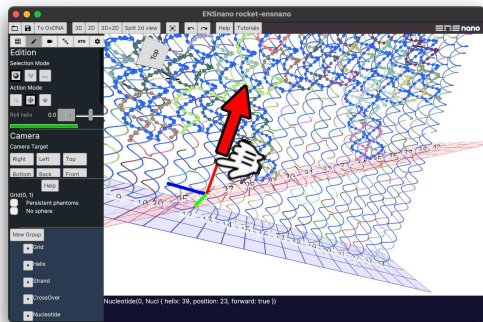 ENSnano rocket-ensnano
To OxDNA 3D 2D 3D+2D Split 2d view Help Tutorials
ENSnano
Edition
Selection Mode
Action Mode
Roll helix 0.0
Camera
Camera Target
Right Left Top
Bottom Back Front
Help
Grid(0, 1)
Persistent phantoms
No sphere
New Group
Grid
Helix
Strand
CrossOver
Nucleotide
Top
Nucleotide(0, Nucl { helix: 39, position: 23, forward: true })